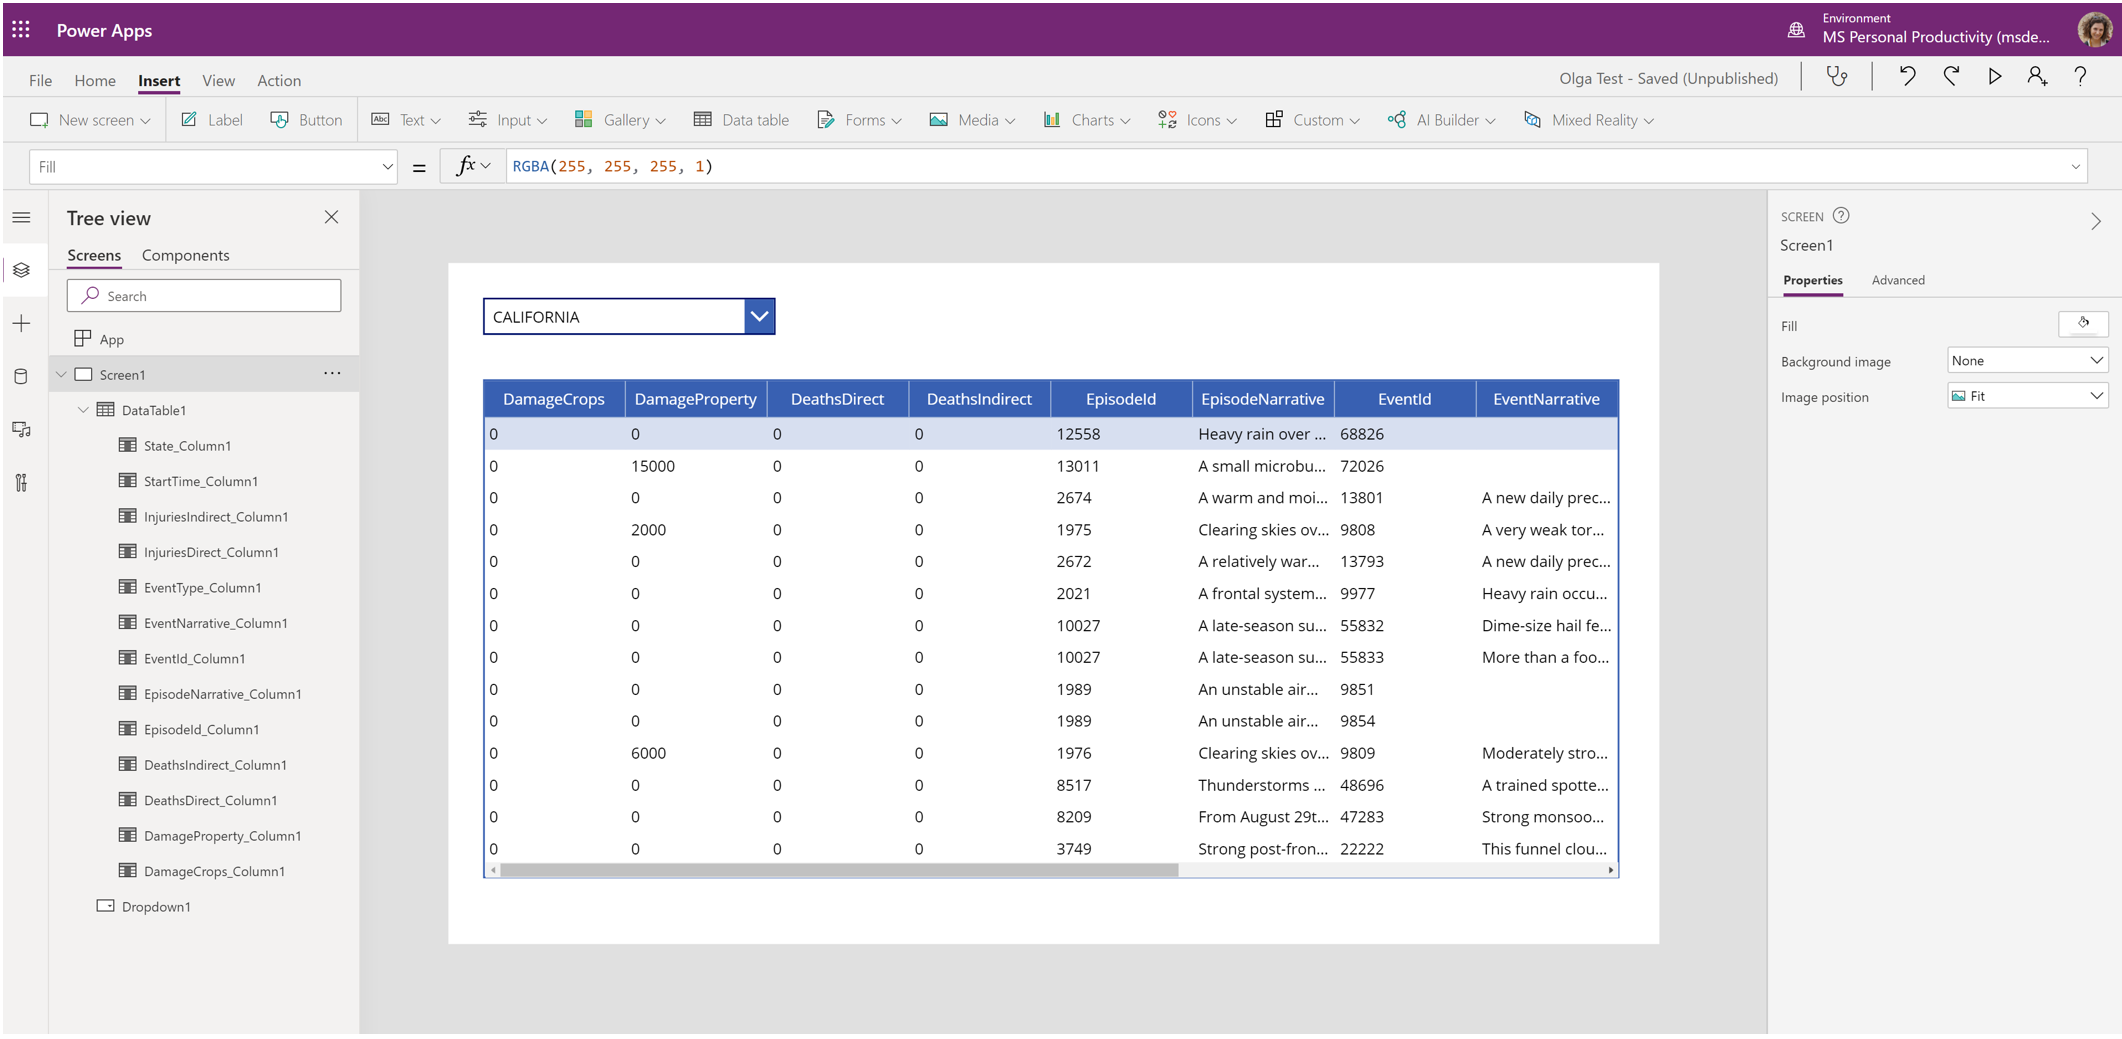 Power Apps
Environment
MS Personal Productivity (msde...
File Home Insert View Action
Olga Test - Saved (Unpublished)
New screen Label Button Text Input Gallery Data table Forms Media Charts Icons Custom AI Builder Mixed Reality
Fill = fx RGBA(255, 255, 255, 1)
Tree view
Screens Components
Search
App
Screen1
DataTable1
State_Column1
StartTime_Column1
InjuriesIndirect_Column1
InjuriesDirect_Column1
EventType_Column1
EventNarrative_Column1
EventId_Column1
EpisodeNarrative_Column1
EpisodeId_Column1
DeathsIndirect_Column1
DeathsDirect_Column1
DamageProperty_Column1
DamageCrops_Column1
Dropdown1
CALIFORNIA
DamageCrops DamageProperty DeathsDirect DeathsIndirect EpisodeId EpisodeNarrative EventId EventNarrative
0 0 0 0 12558 Heavy rain over ... 68826
0 15000 0 0 13011 A small microbu... 72026
0 0 0 0 2674 A warm and moi... 13801 A new daily prec...
0 2000 0 0 1975 Clearing skies ov... 9808 A very weak tor...
0 0 0 0 2672 A relatively war... 13793 A new daily prec...
0 0 0 0 2021 A frontal system... 9977 Heavy rain occu...
0 0 0 0 10027 A late-season su... 55832 Dime-size hail fe...
0 0 0 0 10027 A late-season su... 55833 More than a foo...
0 0 0 0 1989 An unstable air... 9851
0 0 0 0 1989 An unstable air... 9854
0 6000 0 0 1976 Clearing skies ov... 9809 Moderately stro...
0 0 0 0 8517 Thunderstorms ... 48696 A trained spotte...
0 0 0 0 8209 From August 29t... 47283 Strong monsoo...
0 0 0 0 3749 Strong post-fron... 22222 This funnel clou...
SCREEN
Screen1
Properties Advanced
Fill
Background image None
Image position Fit